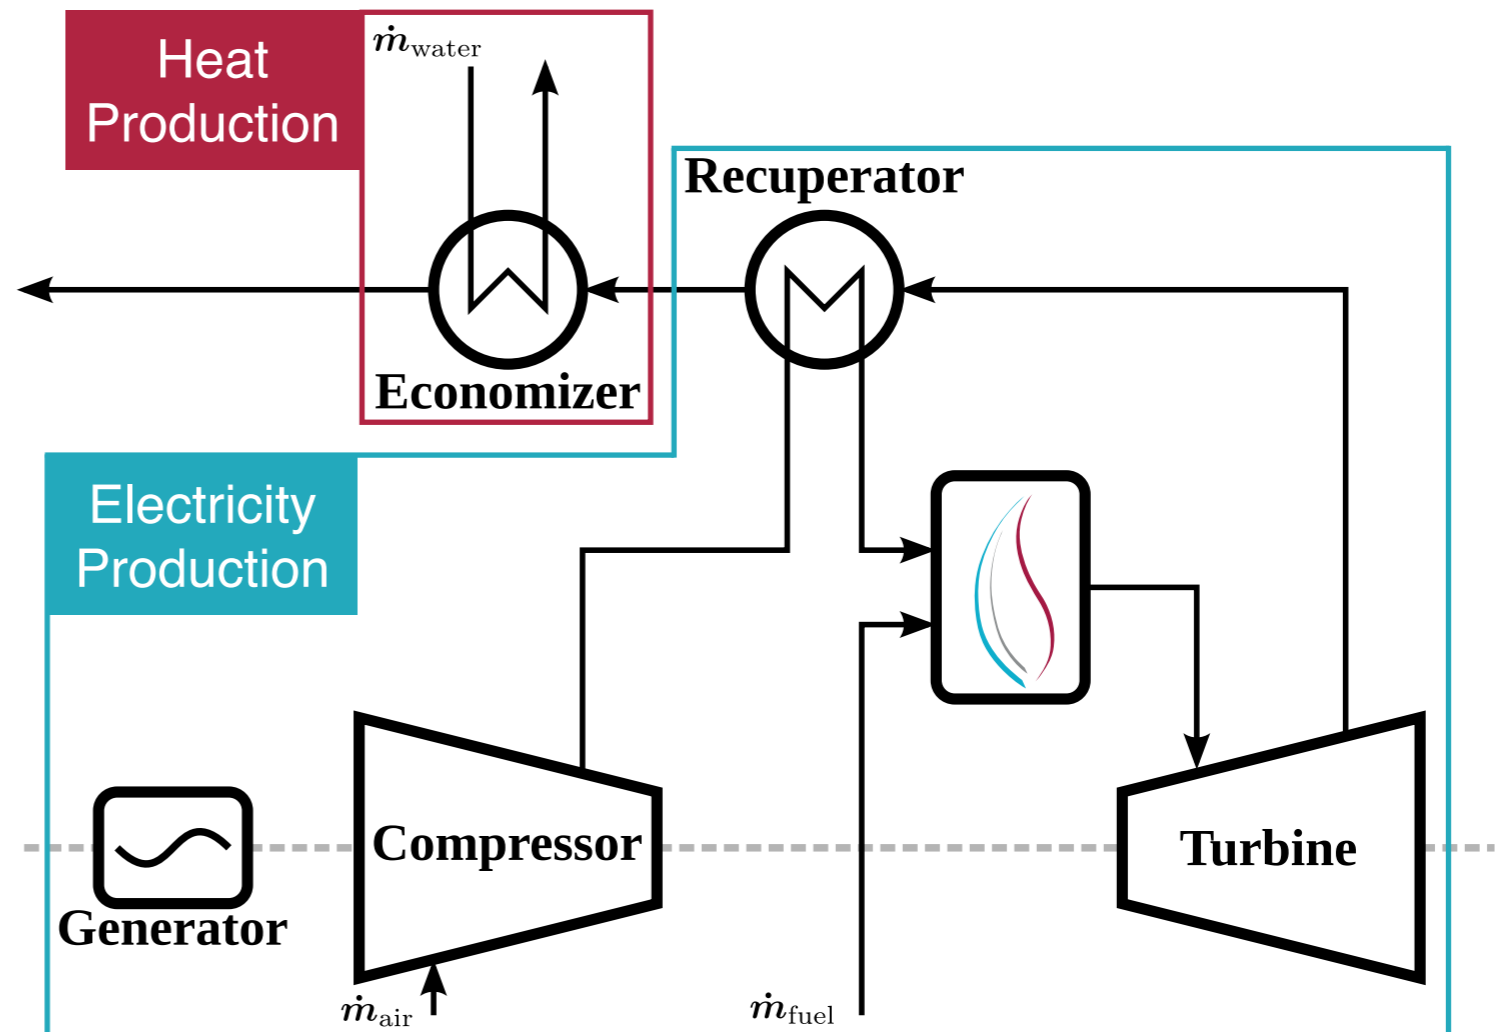 Heat
Production
ṁwater
Recuperator
Economizer
Electricity
Production
Compressor
Turbine
Generator
ṁair
ṁfuel